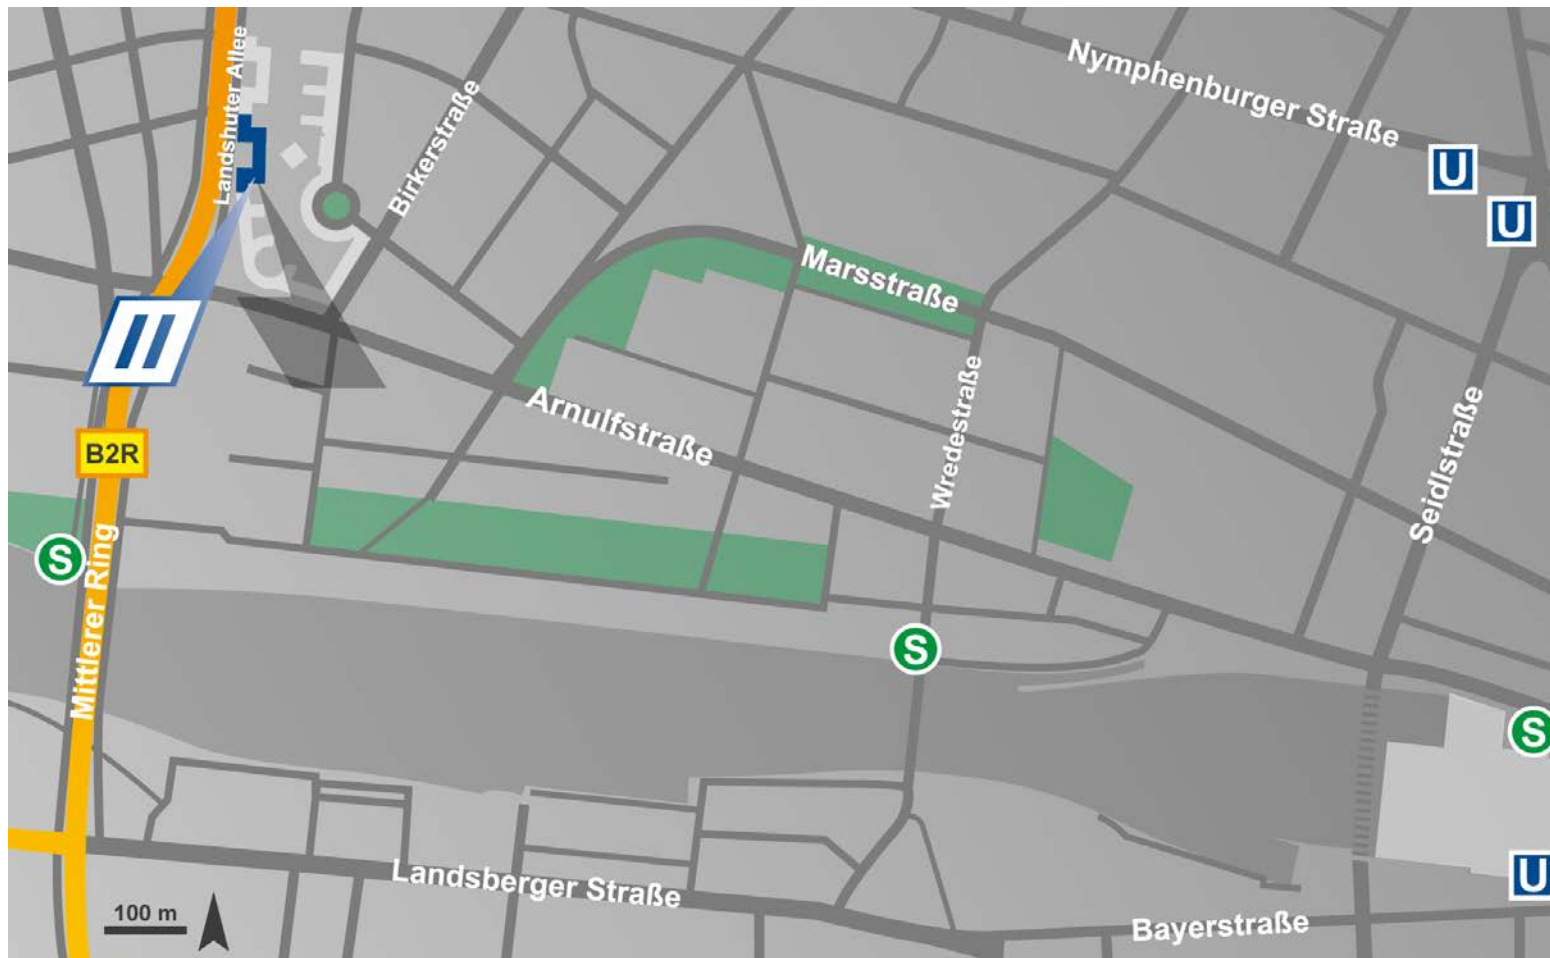 Landshuter Allee
Birkerstraße
Nymphenburger Straße
U
U
Marsstraße
Arnulfstraße
Wredestraße
Seidlstraße
B2R
S
Mittlerer Ring
S
S
Landsberger Straße
U
Bayerstraße
100 m